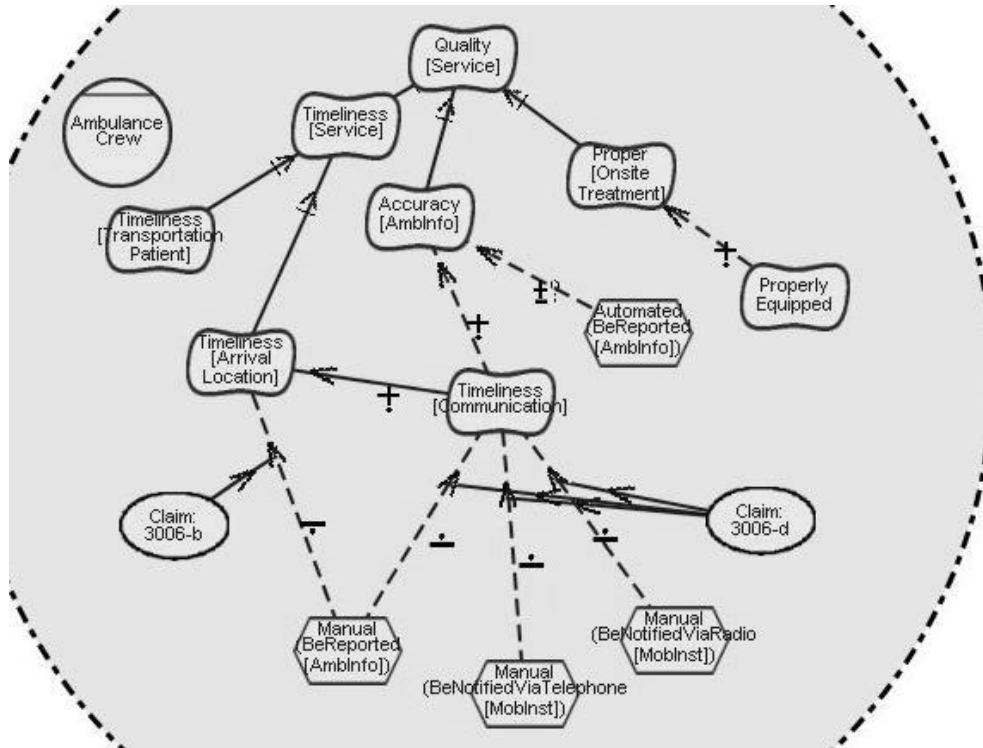 Quality
[Service]
Timeliness
[Service]
Ambulance
Crew
Proper
[Onsite
Treatment]
Accuracy
[AmbInfo]
Timeliness
[Transportation
Patient]
Properly
Equipped
Automated
(BeReported
[AmbInfo])
Timeliness
[Arrival
Location]
Timeliness
[Communication]
Claim:
3006-b
Claim:
3006-d
Manual
(BeReported
[AmbInfo])
Manual
(BeNotifiedViaTelephone
[MobInst])
Manual
(BeNotifiedViaRadio
[MobInst])